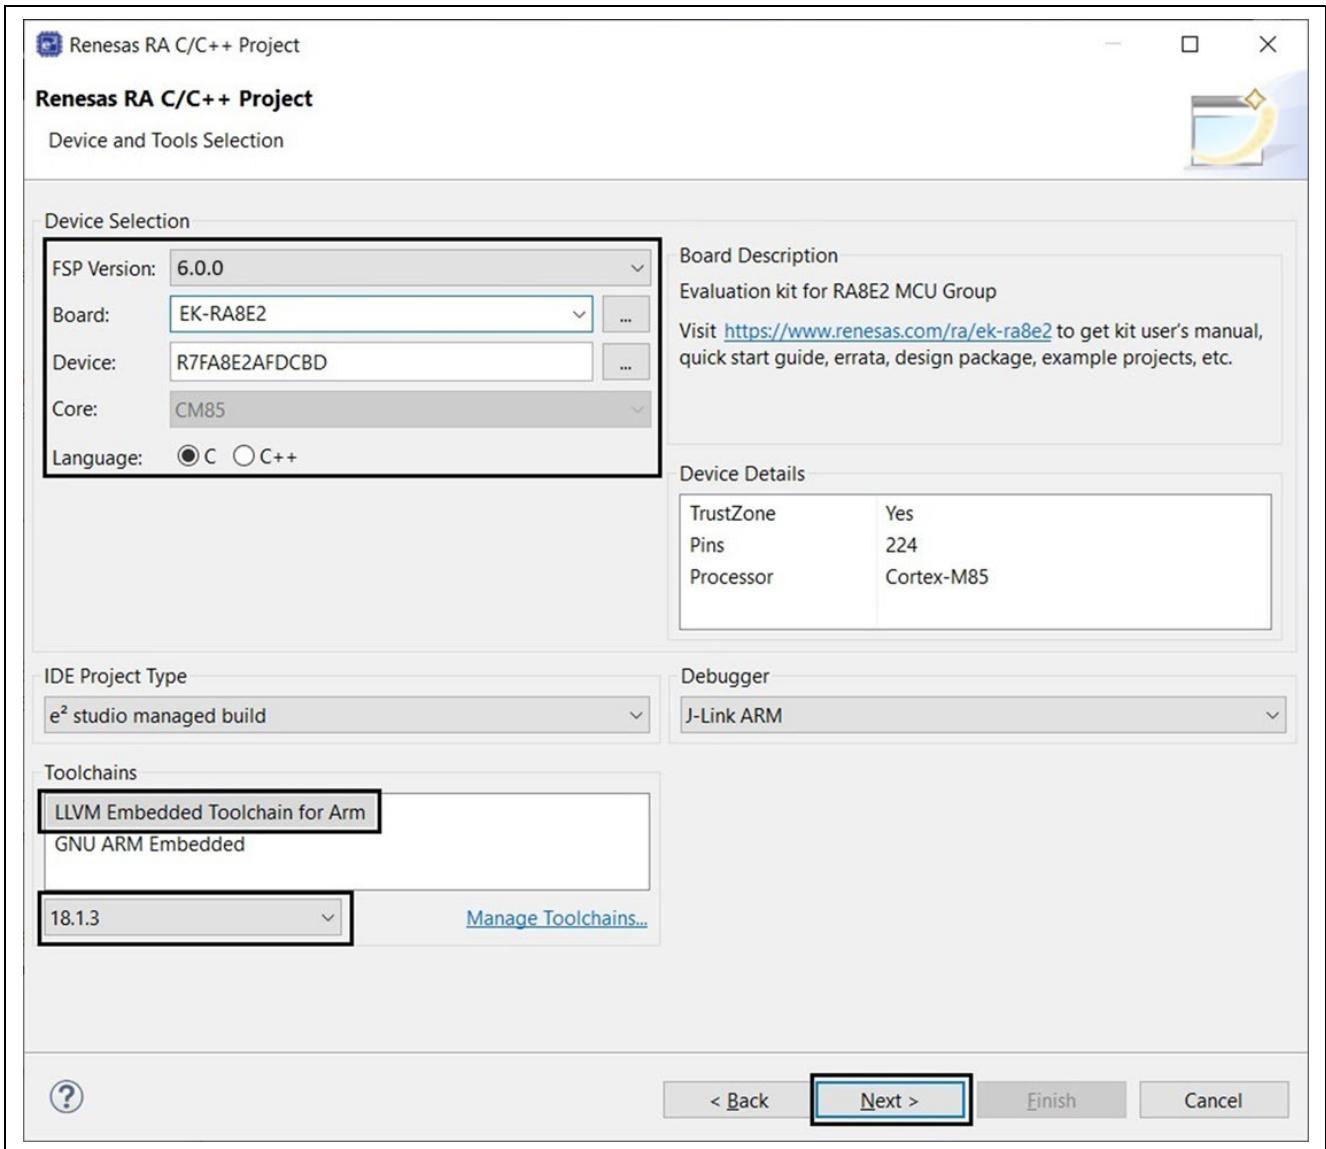 Renesas RA C/C++ Project
Renesas RA C/C++ Project
Device and Tools Selection
Device Selection
FSP Version: 6.0.0
Board: EK-RA8E2 ...
Device: R7FA8E2AFDCBD ...
Core: CM85
Language: C C++
Board Description
Evaluation kit for RA8E2 MCU Group
Visit https://www.renesas.com/ra/ek-ra8e2 to get kit user's manual,
quick start guide, errata, design package, example projects, etc.
Device Details
TrustZone Yes
Pins 224
Processor Cortex-M85
IDE Project Type
e² studio managed build
Debugger
J-Link ARM
Toolchains
LLVM Embedded Toolchain for Arm
GNU ARM Embedded
18.1.3
Manage Toolchains...
? < Back Next > Finish Cancel